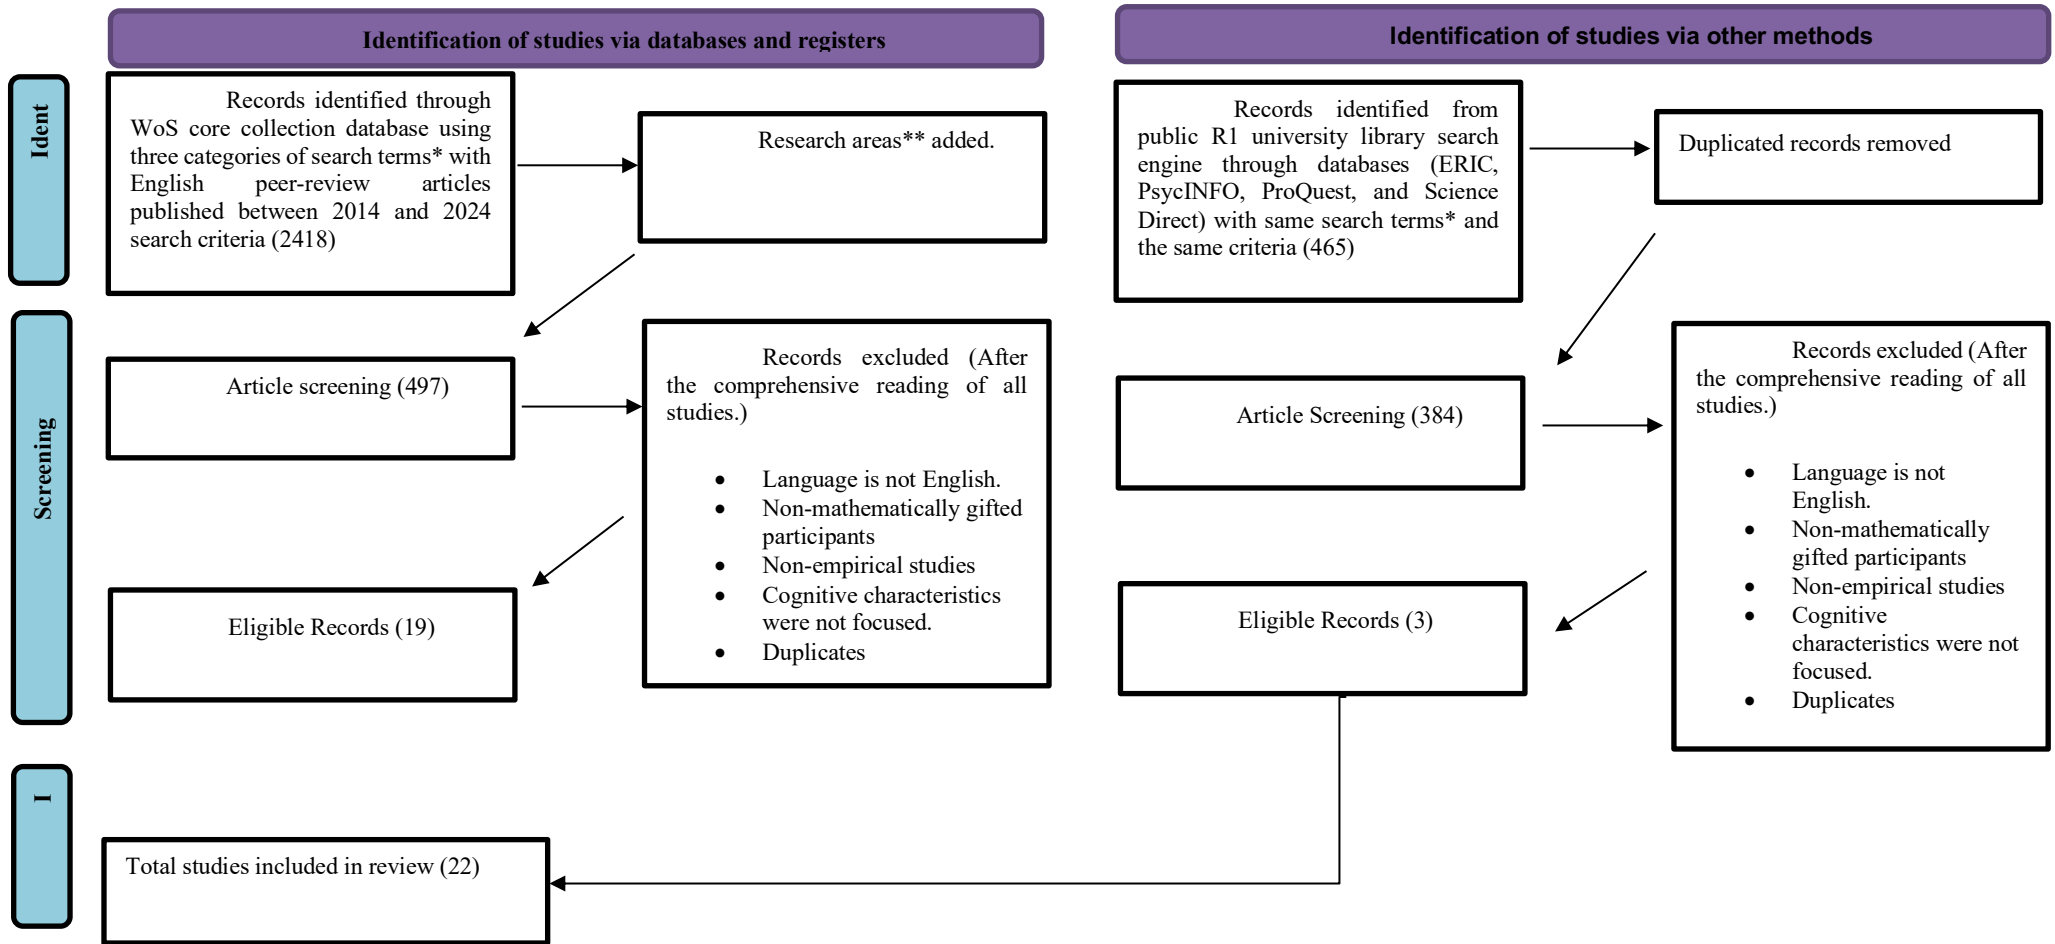 Identification of studies via databases and registers
Identification of studies via other methods
Ident
Records identified through
WoS core collection database using
three categories of search terms* with
English peer-review articles
published between 2014 and 2024
search criteria (2418)
Research areas** added.
Records identified from
public R1 university library search
engine through databases (ERIC,
PsycINFO, ProQuest, and Science
Direct) with same search terms* and
the same criteria (465)
Duplicated records removed
Screening
Article screening (497)
Records excluded (After
the comprehensive reading of all
studies.)
• Language is not English.
• Non-mathematically gifted
participants
• Non-empirical studies
• Cognitive characteristics
were not focused.
• Duplicates
Eligible Records (19)
Article Screening (384)
Records excluded (After
the comprehensive reading of all
studies.)
• Language is not
English.
• Non-mathematically
gifted participants
• Non-empirical studies
• Cognitive
characteristics were not
focused.
• Duplicates
Eligible Records (3)
I
Total studies included in review (22)